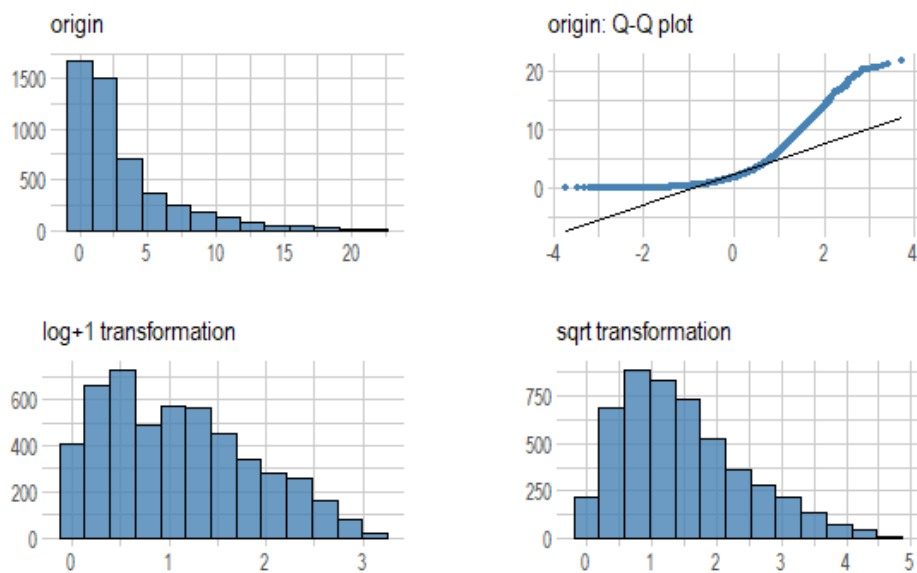 origin
1500
1000
500
0
0 5 10 15 20
origin: Q-Q plot
20
10
0
-4 -2 0 2 4
log+1 transformation
600
400
200
0
0 1 2 3
sqrt transformation
750
500
250
0
0 1 2 3 4 5